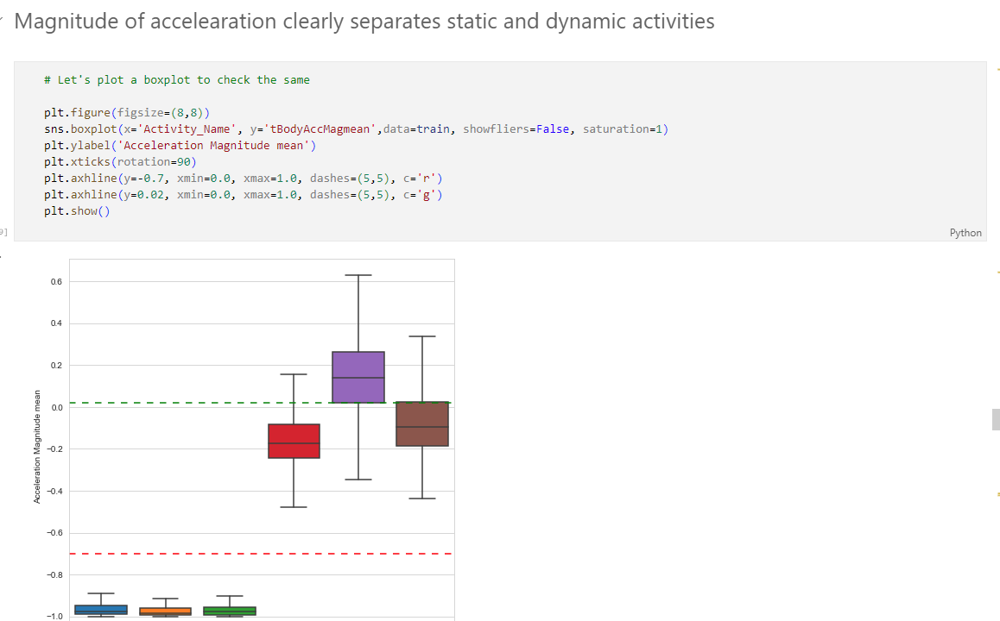 Magnitude of accelearation clearly separates static and dynamic activities
# Let's plot a boxplot to check the same
plt.figure(figsize=(8,8))
sns.boxplot(x='Activity_Name', y='tBodyAccMagmean',data=train, showfliers=False, saturation=1)
plt.ylabel('Acceleration Magnitude mean')
plt.xticks(rotation=90)
plt.axhline(y=-0.7, xmin=0.0, xmax=1.0, dashes=(5,5), c='r')
plt.axhline(y=0.02, xmin=0.0, xmax=1.0, dashes=(5,5), c='g')
plt.show()
9]
Python
0.6
0.4
0.2
0.0
−0.2
−0.4
−0.6
−0.8
−1.0
Acceleration Magnitude mean